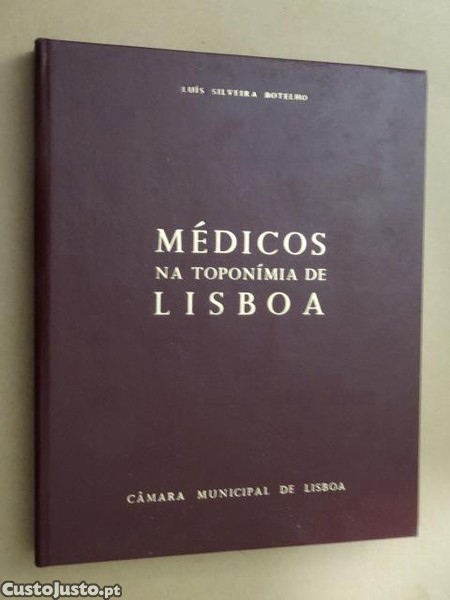 LUÍS SILVEIRA BOTELHO
MÉDICOS
NA TOPONÍMIA DE
LISBOA
CÂMARA MUNICIPAL DE LISBOA
CustoJusto.pt